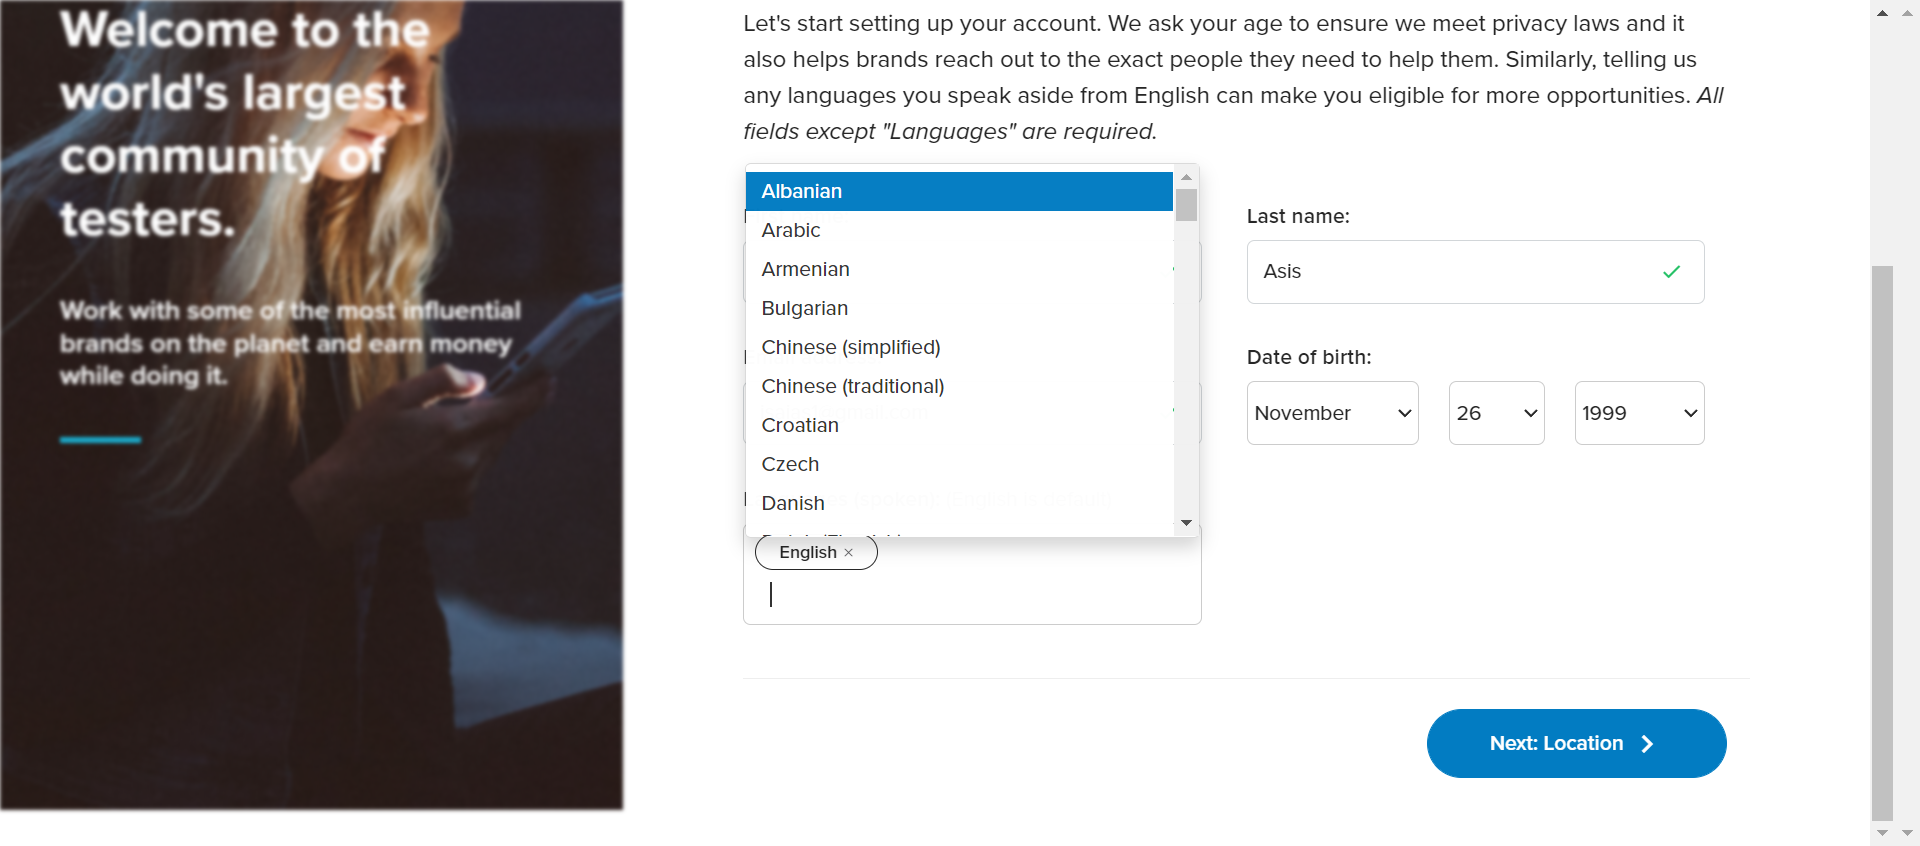 Welcome to the
world's largest
community of
testers.
Work with some of the most influential
brands on the planet and earn money
while doing it.
Let's start setting up your account. We ask your age to ensure we meet privacy laws and it
also helps brands reach out to the exact people they need to help them. Similarly, telling us
any languages you speak aside from English can make you eligible for more opportunities. All
fields except "Languages" are required.
Albanian
Arabic
Armenian
Bulgarian
Chinese (simplified)
Chinese (traditional)
Croatian
Czech
Danish
English ×
Last name:
Asis
Date of birth:
November
26
1999
Next: Location